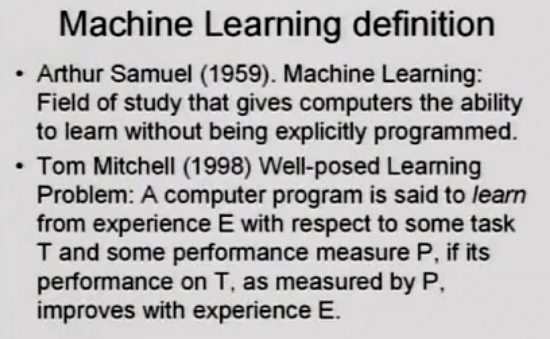 Machine Learning definition
• Arthur Samuel (1959). Machine Learning:
Field of study that gives computers the ability
to learn without being explicitly programmed.
• Tom Mitchell (1998) Well-posed Learning
Problem: A computer program is said to learn
from experience E with respect to some task
T and some performance measure P, if its
performance on T, as measured by P,
improves with experience E.